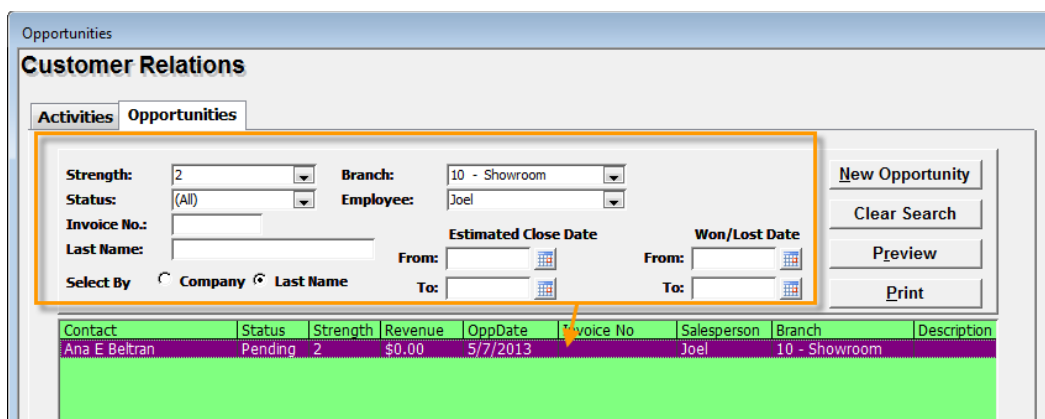 Opportunities
Customer Relations
Activities Opportunities
Strength: 2 Branch: 10 - Showroom New Opportunity
Status: (All) Employee: Joel
Invoice No.: Clear Search
Estimated Close Date Won/Lost Date
Last Name: From: From: Preview
Select By Company Last Name To: To: Print
Contact Status Strength Revenue OppDate Invoice No Salesperson Branch Description
Ana E Beltran Pending 2 $0.00 5/7/2013 Joel 10 - Showroom